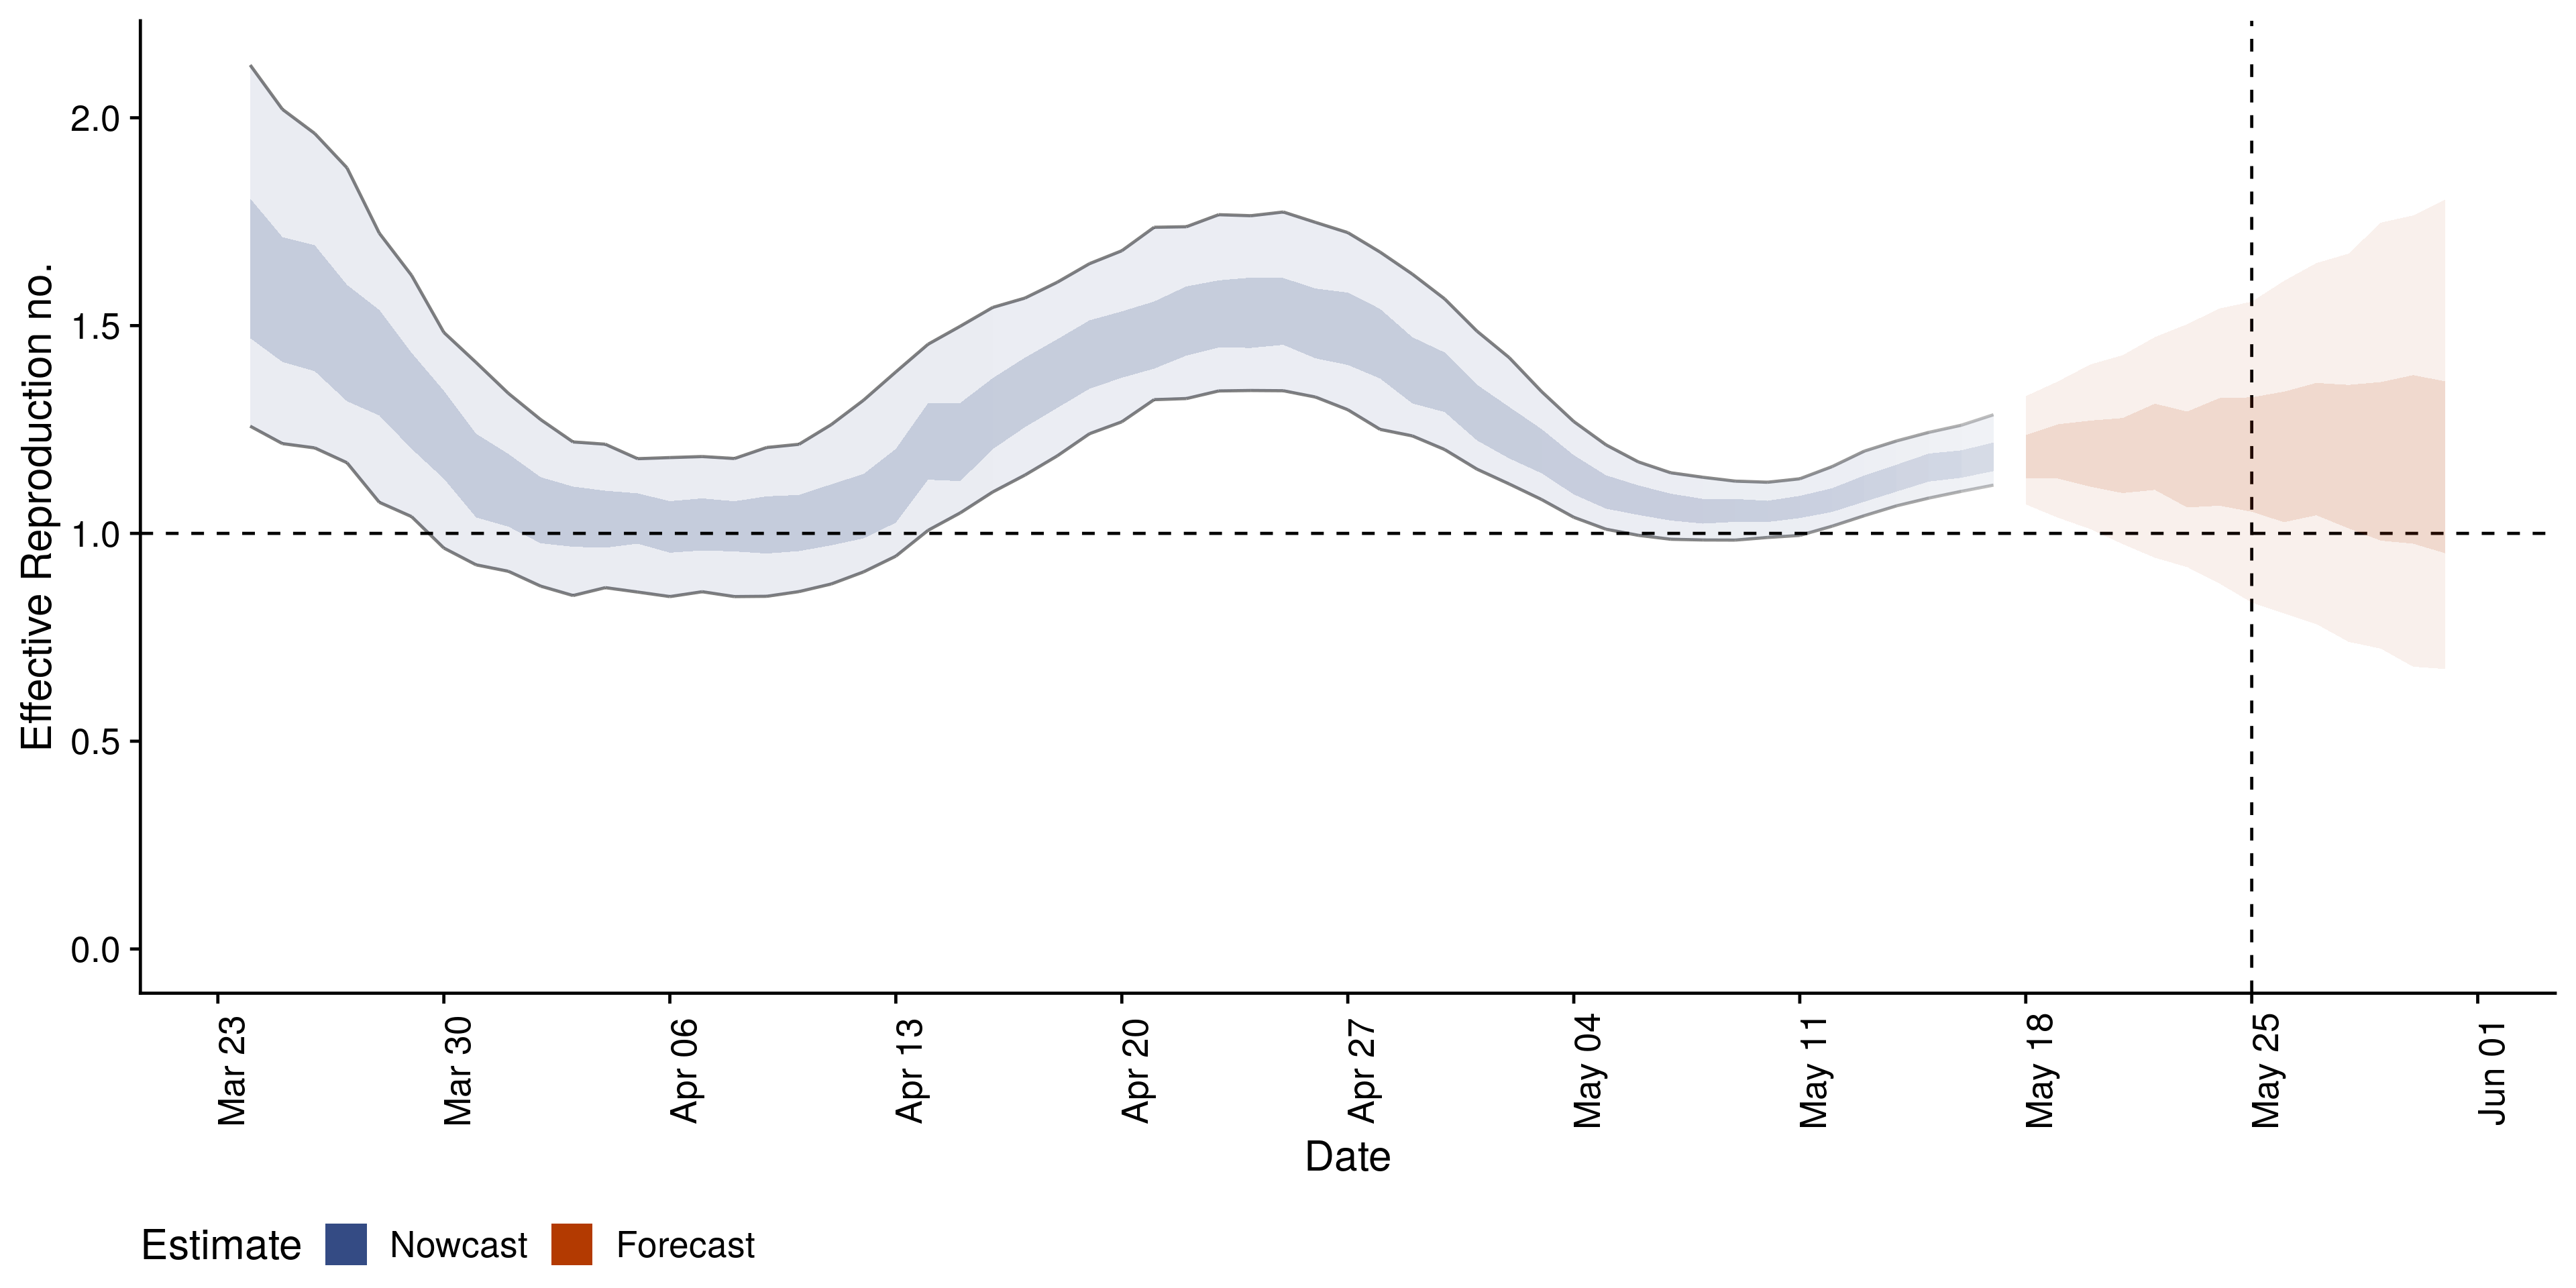 Effective Reproduction no.
2.0
1.5
1.0
0.5
0.0
Mar 23
Mar 30
Apr 06
Apr 13
Apr 20
Apr 27
May 04
May 11
May 18
May 25
Jun 01
Date
Estimate Nowcast Forecast